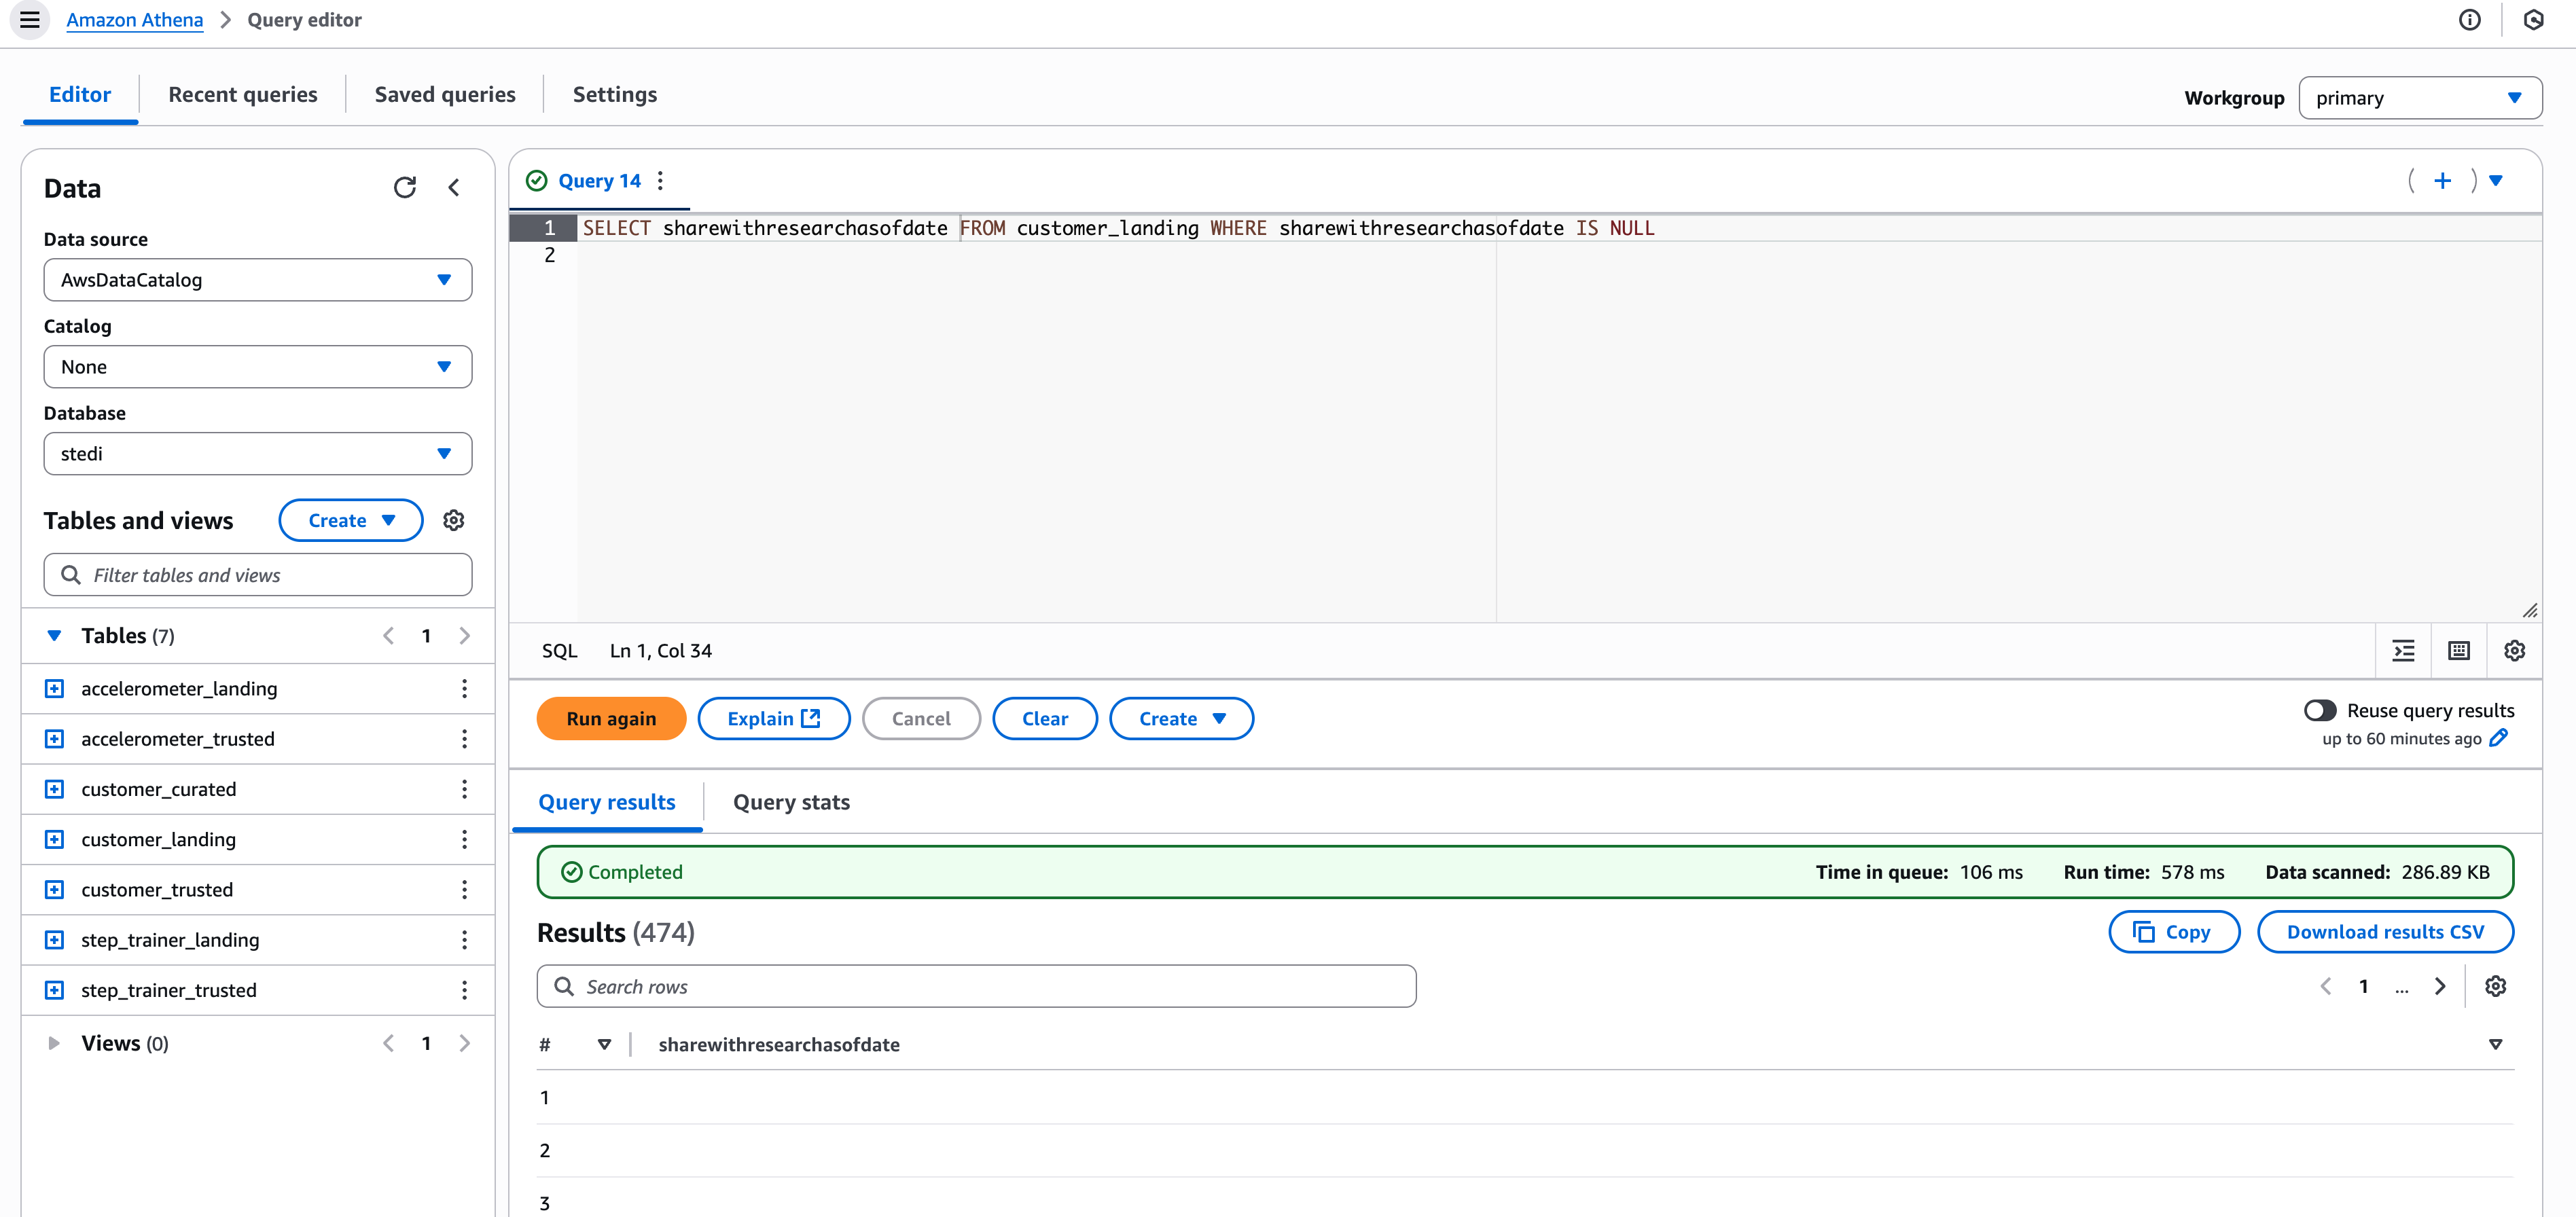 Amazon Athena > Query editor
Editor
Recent queries
Saved queries
Settings
Workgroup
primary
Data
Data source
AwsDataCatalog
Catalog
None
Database
stedi
Tables and views
Create
Filter tables and views
Tables (7)
1
accelerometer_landing
accelerometer_trusted
customer_curated
customer_landing
customer_trusted
step_trainer_landing
step_trainer_trusted
Views (0)
1
Query 14
1 SELECT sharewithresearchasofdate FROM customer_landing WHERE sharewithresearchasofdate IS NULL
2
SQL
Ln 1, Col 34
Run again
Explain
Cancel
Clear
Create
Reuse query results
up to 60 minutes ago
Query results
Query stats
Completed
Time in queue: 106 ms
Run time: 578 ms
Data scanned: 286.89 KB
Results (474)
Copy
Download results CSV
Search rows
1 ...
#
sharewithresearchasofdate
1
2
3